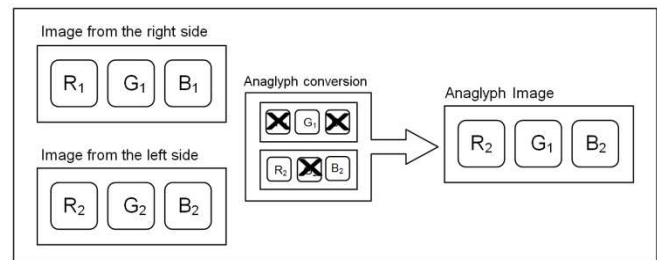 Image from the right side
R₁ G₁ B₁
Image from the left side
R₂ G₂ B₂
Anaglyph conversion
G₁
R₂ B₂
Anaglyph Image
R₂ G₁ B₂